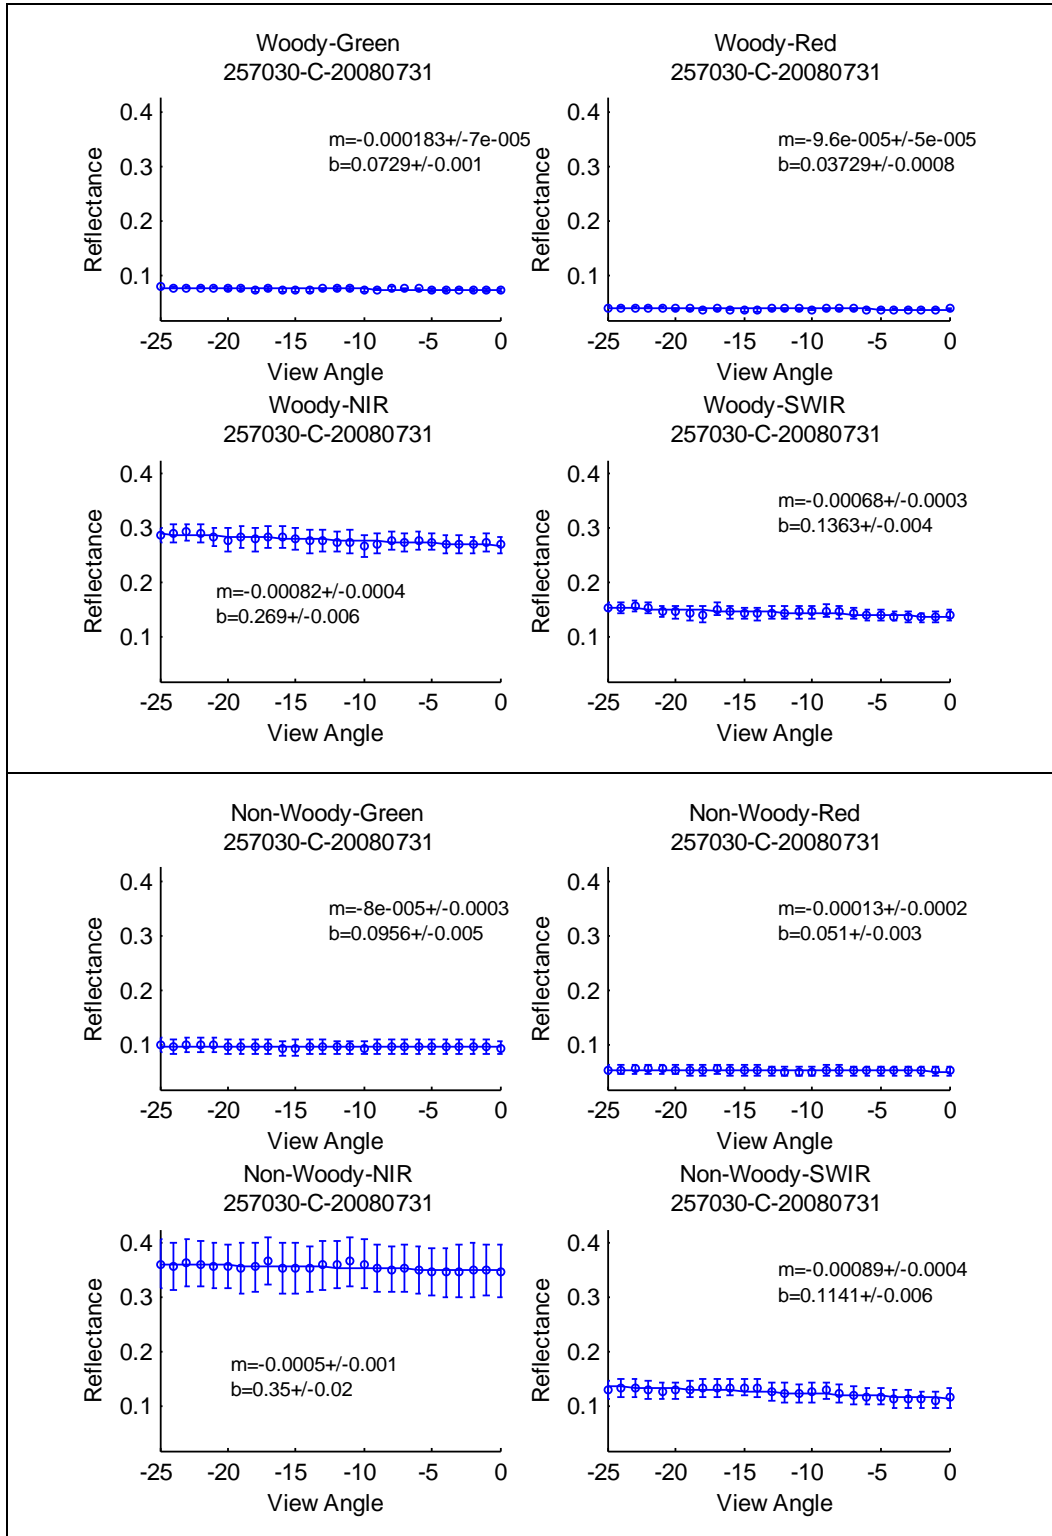 Woody-Green
257030-C-20080731
0.4
0.3
0.2
0.1
Reflectance
m=-0.000183+/-7e-005
b=0.0729+/-0.001
-25 -20 -15 -10 -5 0
View Angle
Woody-Red
257030-C-20080731
0.4
0.3
0.2
0.1
Reflectance
m=-9.6e-005+/-5e-005
b=0.03729+/-0.0008
-25 -20 -15 -10 -5 0
View Angle
Woody-NIR
257030-C-20080731
0.4
0.3
0.2
0.1
Reflectance
m=-0.00082+/-0.0004
b=0.269+/-0.006
-25 -20 -15 -10 -5 0
View Angle
Woody-SWIR
257030-C-20080731
0.4
0.3
0.2
0.1
Reflectance
m=-0.00068+/-0.0003
b=0.1363+/-0.004
-25 -20 -15 -10 -5 0
View Angle
Non-Woody-Green
257030-C-20080731
0.4
0.3
0.2
0.1
Reflectance
m=-8e-005+/-0.0003
b=0.0956+/-0.005
-25 -20 -15 -10 -5 0
View Angle
Non-Woody-Red
257030-C-20080731
0.4
0.3
0.2
0.1
Reflectance
m=-0.00013+/-0.0002
b=0.051+/-0.003
-25 -20 -15 -10 -5 0
View Angle
Non-Woody-NIR
257030-C-20080731
0.4
0.3
0.2
0.1
Reflectance
m=-0.0005+/-0.001
b=0.35+/-0.02
-25 -20 -15 -10 -5 0
View Angle
Non-Woody-SWIR
257030-C-20080731
0.4
0.3
0.2
0.1
Reflectance
m=-0.00089+/-0.0004
b=0.1141+/-0.006
-25 -20 -15 -10 -5 0
View Angle